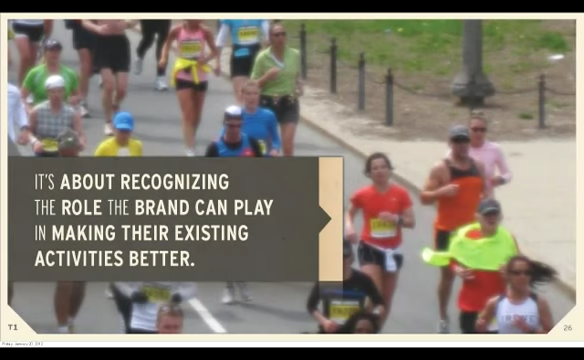 IT'S ABOUT RECOGNIZING
THE ROLE THE BRAND CAN PLAY
IN MAKING THEIR EXISTING
ACTIVITIES BETTER.
T1
26